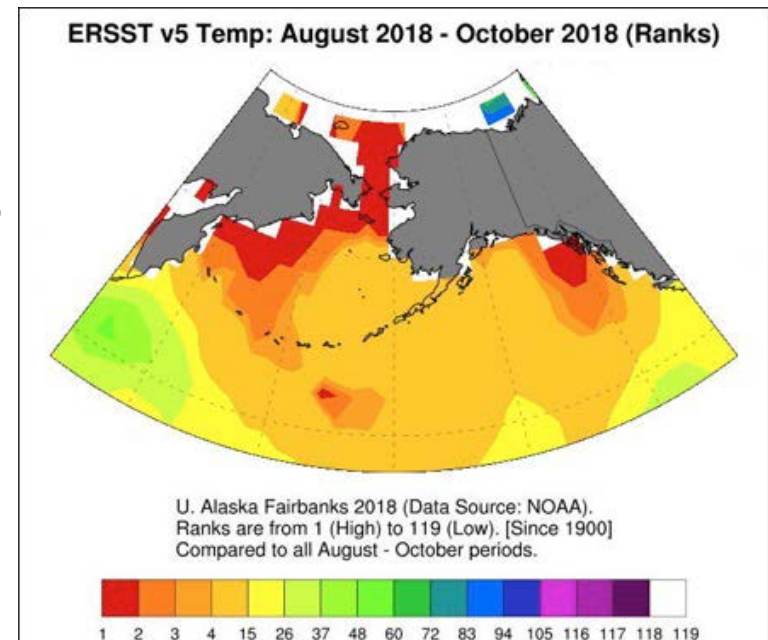 ERSST v5 Temp: August 2018 - October 2018 (Ranks)
U. Alaska Fairbanks 2018 (Data Source: NOAA).
Ranks are from 1 (High) to 119 (Low). [Since 1900]
Compared to all August - October periods.
1 2 3 4 15 26 37 48 60 72 83 94 105 116 117 11 119